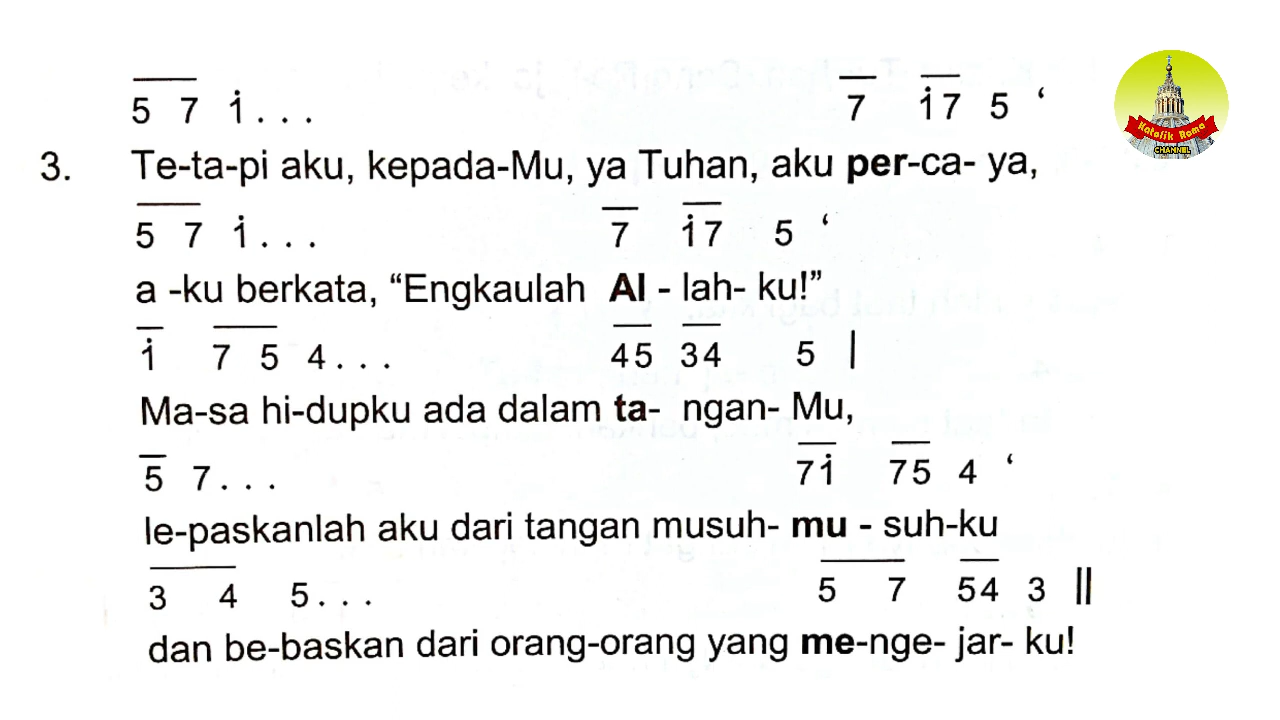 5 7 i̇ . . . 7 i̇7 5 ‘
3. Te-ta-pi aku, kepada-Mu, ya Tuhan, aku per-ca- ya,
5 7 i̇ . . . 7 i̇7 5 ‘
a -ku berkata, “Engkaulah Al - lah- ku!”
i̇ 7 5 4 . . . 45 34 5 |
Ma-sa hi-dupku ada dalam ta- ngan- Mu,
5 7 . . . 7i̇ 75 4 ‘
le-paskanlah aku dari tangan musuh- mu - suh-ku
3 4 5 . . . 5 7 54 3 ||
dan be-baskan dari orang-orang yang me-nge- jar- ku!
Katolik Roma
CHANNEL